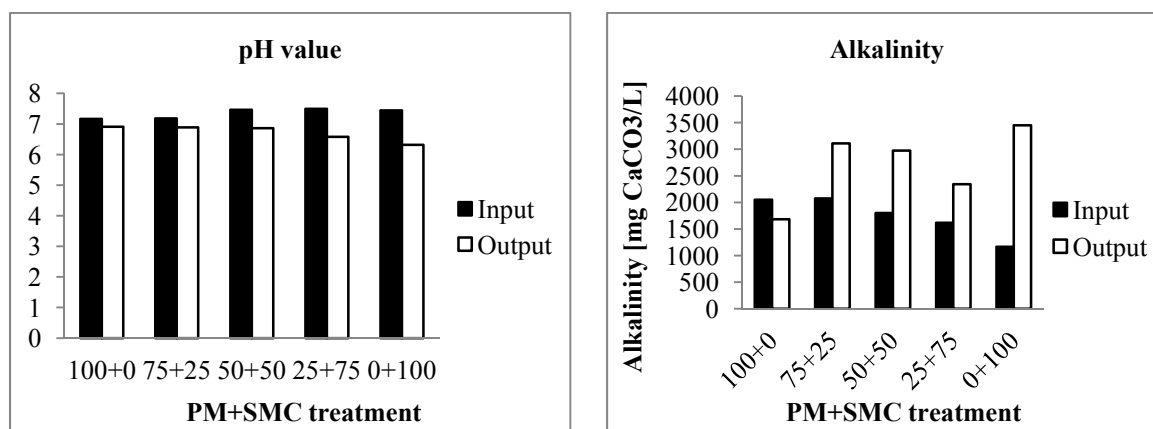 pH value
8
7
6
5
4
3
2
1
0
100+0 75+25 50+50 25+75 0+100
PM+SMC treatment
Input
Output
Alkalinity
Alkalinity [mg CaCO3/L]
4000
3500
3000
2500
2000
1500
1000
500
0
100+0
75+25
50+50
25+75
0+100
PM+SMC treatment
Input
Output